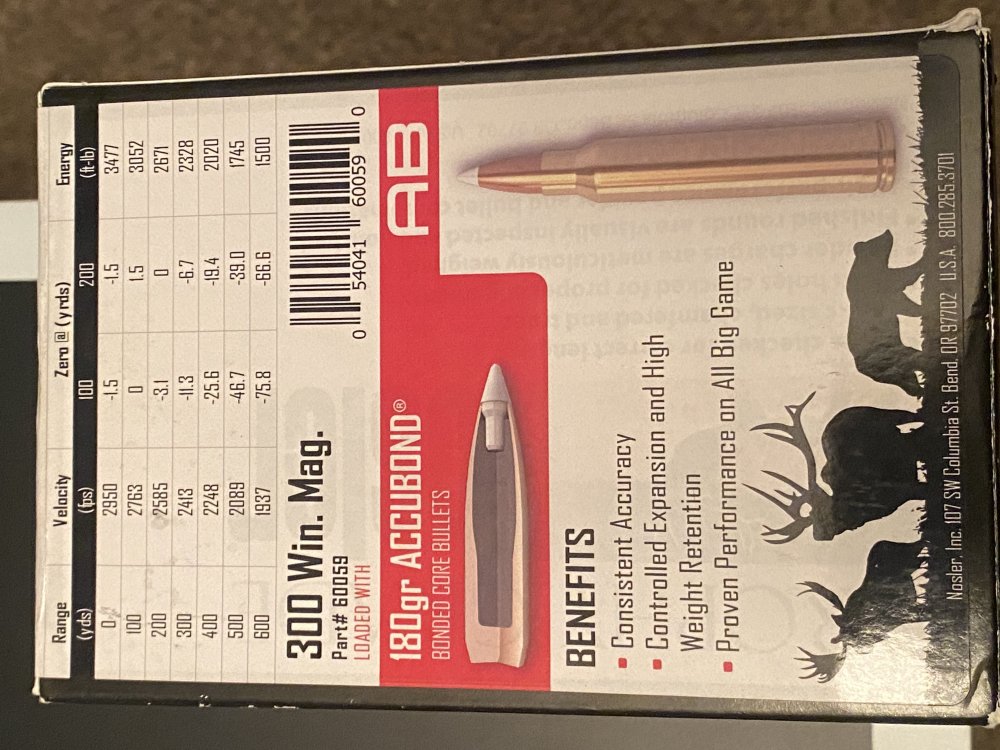 Range Velocity Zero @ (yrds) Energy
(yds) (fps) 100 200 (ft-lb)
0 2950 -1.5 -1.5 3477
100 2763 0 1.5 3052
200 2585 -3.1 0 2671
300 2413 -11.3 -6.7 2328
400 2248 -25.6 -19.4 2020
500 2089 -46.7 -39.0 1745
600 1937 -75.8 -66.6 1500
300 Win. Mag.
Part# 60059
LOADED WITH
0 54041 60059 0
180gr ACCUBOND®
BONDED CORE BULLETS
AB
BENEFITS
▪ Consistent Accuracy
▪ Controlled Expansion and High
Weight Retention
▪ Proven Performance on All Big Game
Nosler, Inc. 107 SW Columbia St. Bend, OR 97702 U.S.A. 800.285.3701